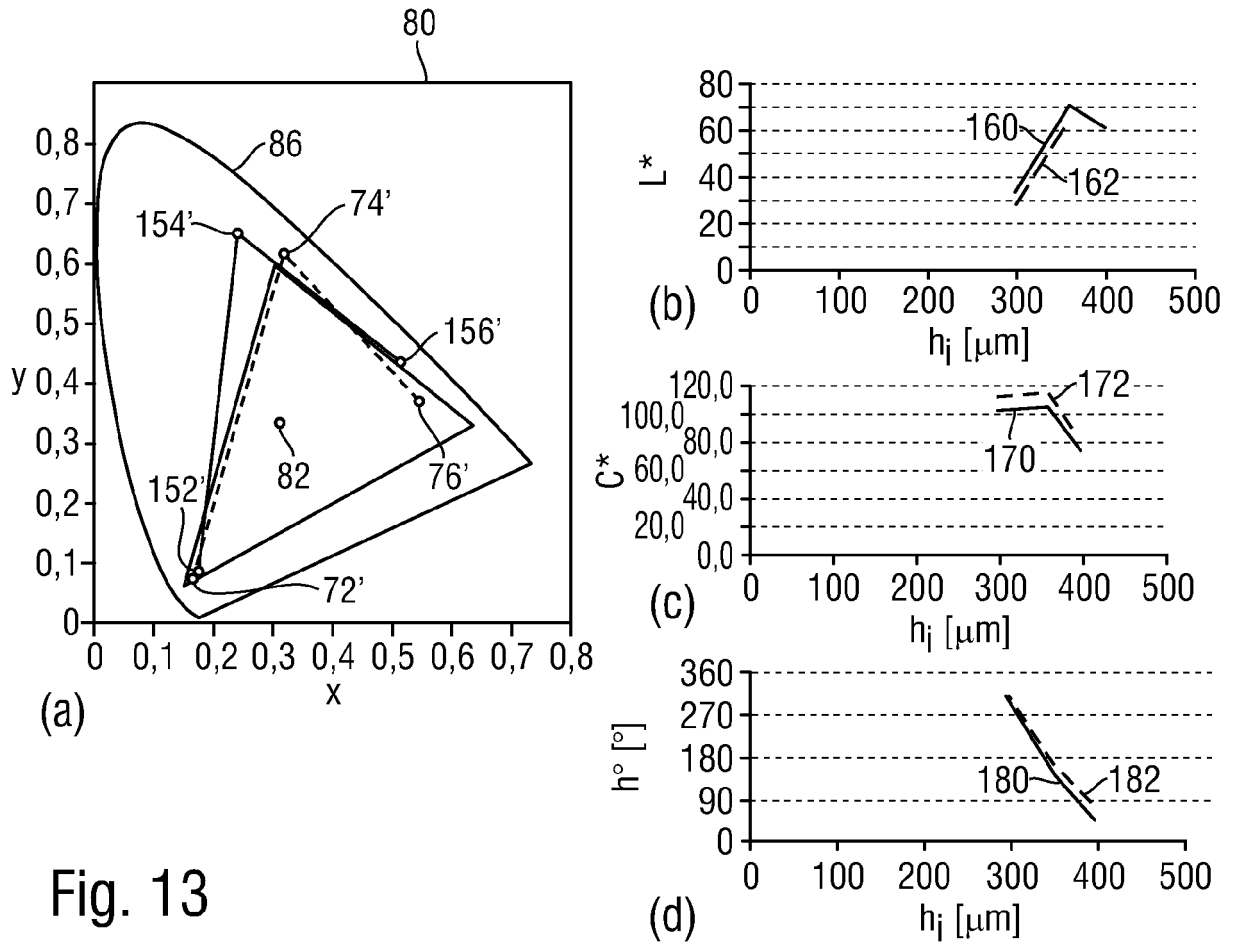 80
0,8
0,7
0,6
0,5
y 0,4
0,3
0,2
0,1
0
0 0,1 0,2 0,3 0,4 0,5 0,6 0,7 0,8
x
86
74'
154'
156'
82
76'
152'
72'
(a)
80
60
40
20
0
L*
160
162
0 100 200 300 400 500
hi [µm]
(b)
120,0
100,0
80,0
60,0
40,0
20,0
0,0
C*
172
170
0 100 200 300 400 500
hi [µm]
(c)
360
270
180
90
0
h° [°]
180
182
0 100 200 300 400 500
hi [µm]
(d)
Fig. 13